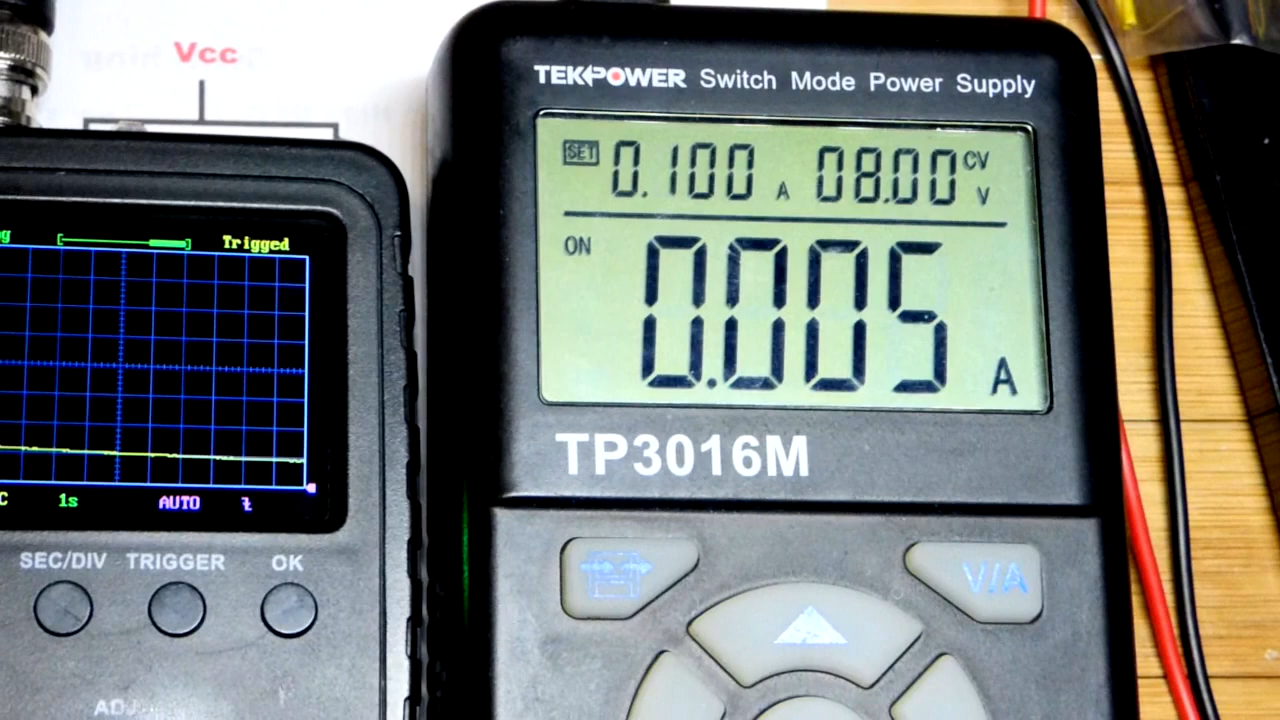 Vcc
TEKPOWER Switch Mode Power Supply
SET 0.100 A 08.00 CV V
ON 0.005 A
TP3016M
Trigged
1s AUTO
SEC/DIV TRIGGER OK
V/A
ADJ